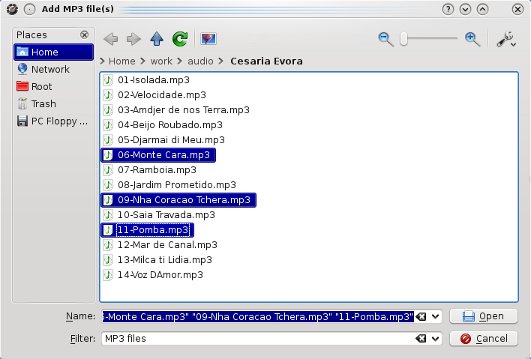 Add MP3 file(s)
Places
Home
Network
Root
Trash
PC Floppy ...
Home > work > audio > Cesaria Evora
01-Isolada.mp3
02-Velocidade.mp3
03-Amdjer de nos Terra.mp3
04-Beijo Roubado.mp3
05-Djarmai di Meu.mp3
06-Monte Cara.mp3
07-Ramboia.mp3
08-Jardim Prometido.mp3
09-Nha Coracao Tchera.mp3
10-Saia Travada.mp3
11-Pomba.mp3
12-Mar de Canal.mp3
13-Milca ti Lidia.mp3
14-Voz DAmor.mp3
Name: -Monte Cara.mp3" "09-Nha Coracao Tchera.mp3" "11-Pomba.mp3" Open
Filter: MP3 files Cancel